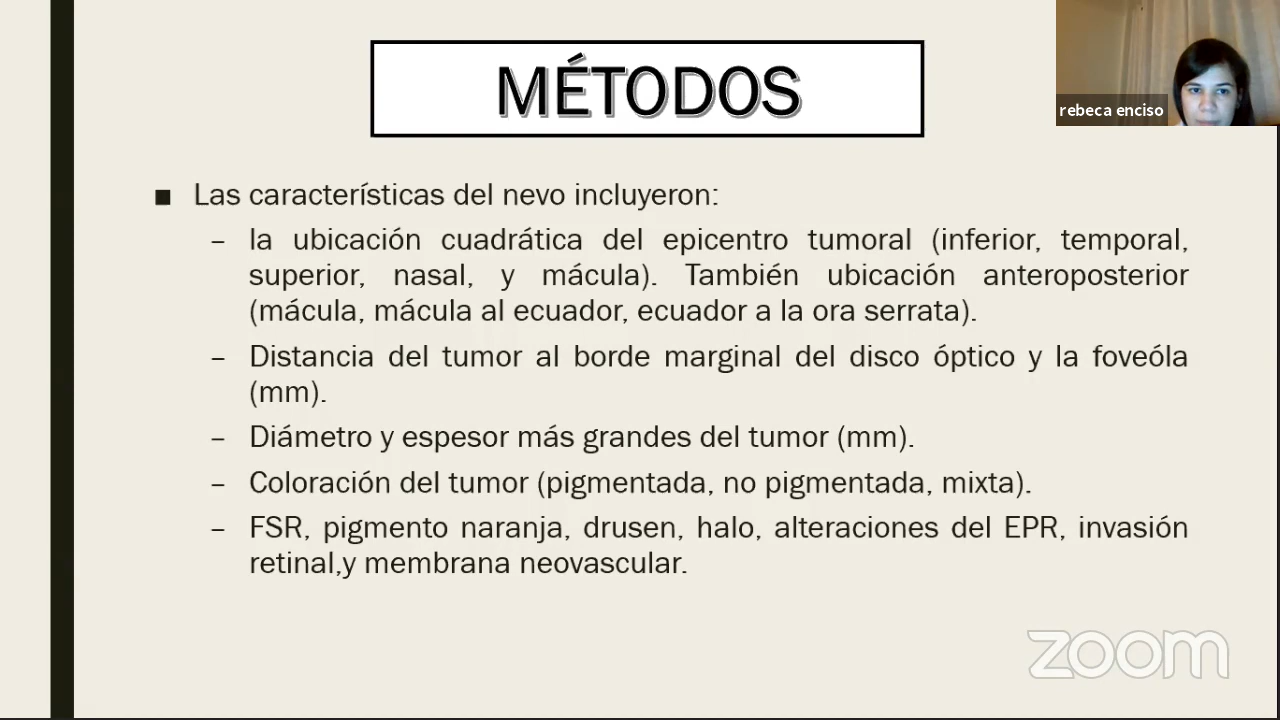 MÉTODOS
rebeca enciso
■ Las características del nevo incluyeron:
– la ubicación cuadrática del epicentro tumoral (inferior, temporal,
superior, nasal, y mácula). También ubicación anteroposterior
(mácula, mácula al ecuador, ecuador a la ora serrata).
– Distancia del tumor al borde marginal del disco óptico y la foveóla
(mm).
– Diámetro y espesor más grandes del tumor (mm).
– Coloración del tumor (pigmentada, no pigmentada, mixta).
– FSR, pigmento naranja, drusen, halo, alteraciones del EPR, invasión
retinal,y membrana neovascular.
zoom